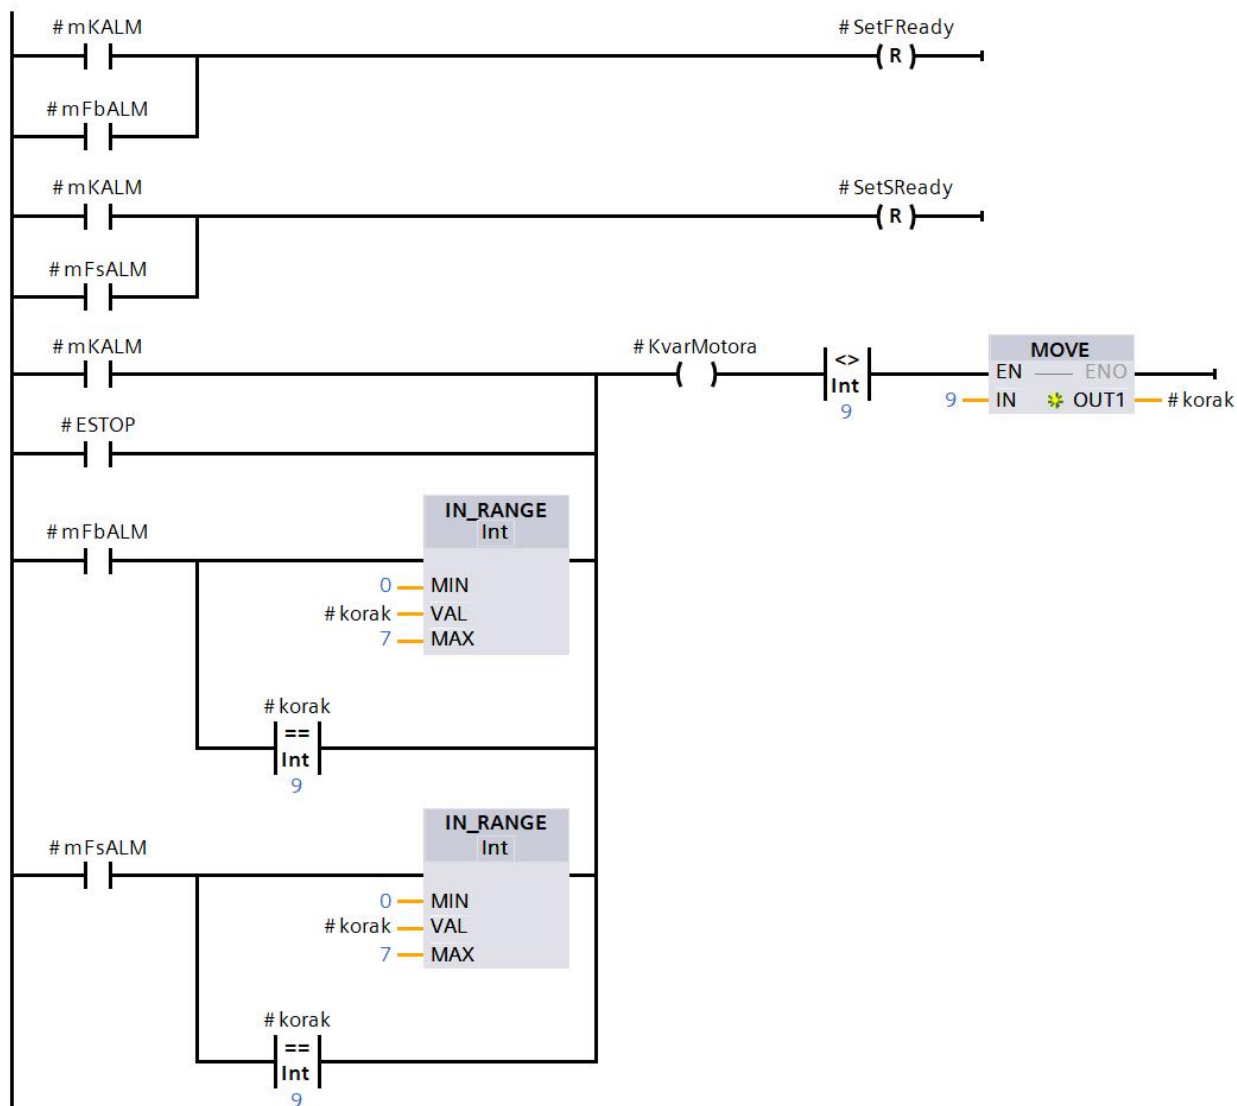 #mKALM
#SetFReady
( R )
#mFbALM
#mKALM
#SetSReady
( R )
#mFsALM
#mKALM
#KvarMotora
( )
<>
Int
9
MOVE
EN ENO
9 IN OUT1 #korak
#ESTOP
#mFbALM
IN_RANGE
Int
0 MIN
#korak VAL
7 MAX
#korak
==
Int
9
#mFsALM
IN_RANGE
Int
0 MIN
#korak VAL
7 MAX
#korak
==
Int
9